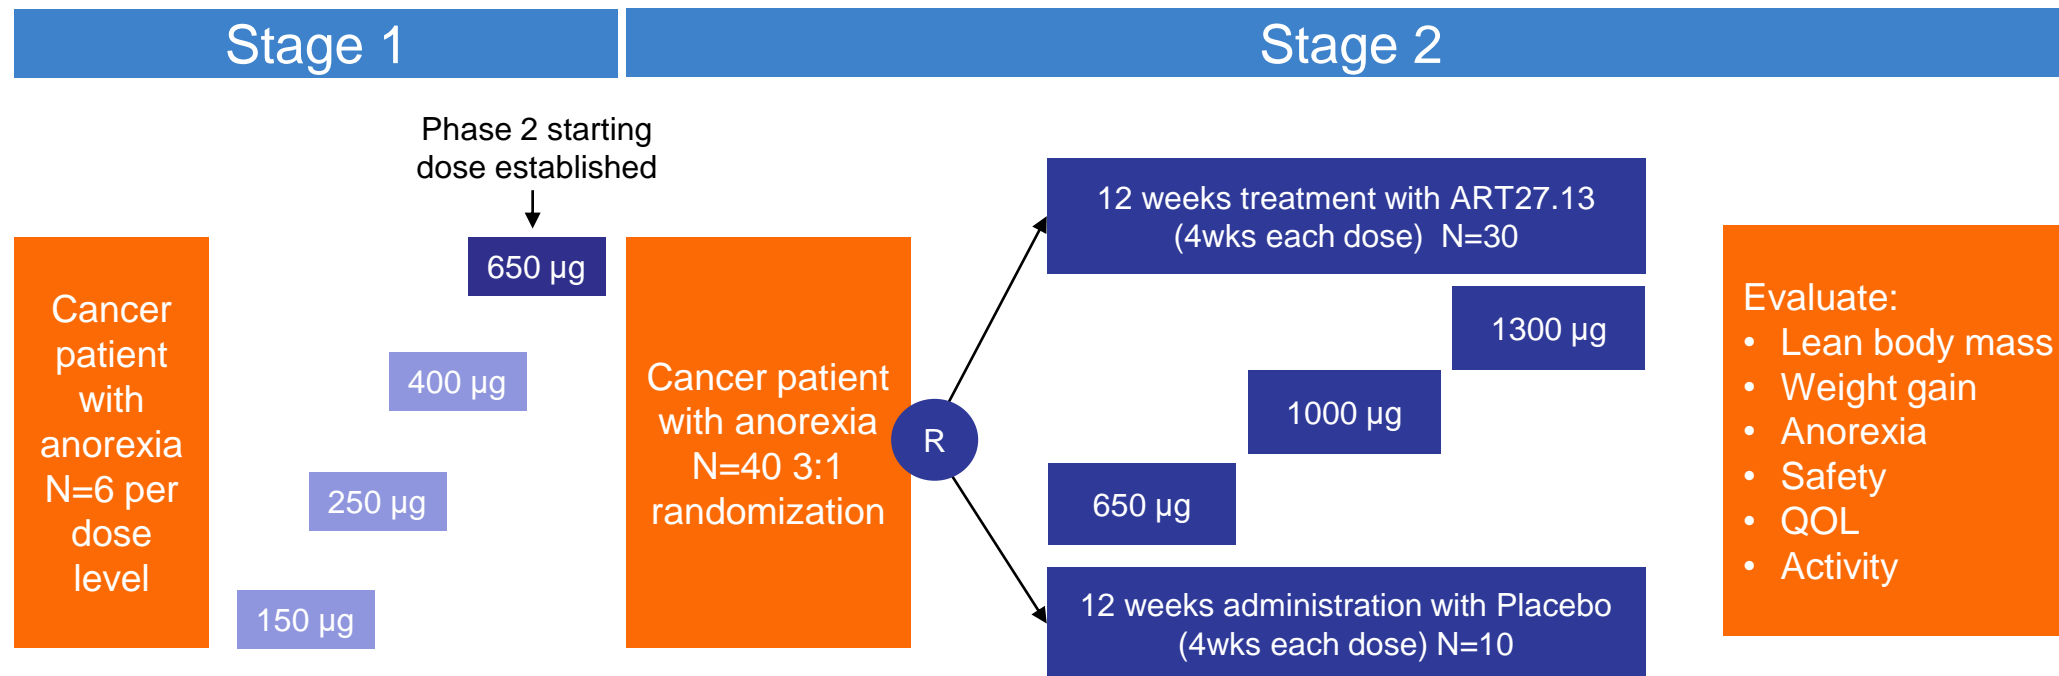 Stage 1
Stage 2
Phase 2 starting
dose established
Cancer
patient
with
anorexia
N=6 per
dose
level
150 µg
250 µg
400 µg
650 µg
Cancer patient
with anorexia
N=40 3:1
randomization
R
12 weeks treatment with ART27.13
(4wks each dose)  N=30
650 µg
1000 µg
1300 µg
12 weeks administration with Placebo
(4wks each dose) N=10
Evaluate:
• Lean body mass
• Weight gain
• Anorexia
• Safety
• QOL
• Activity